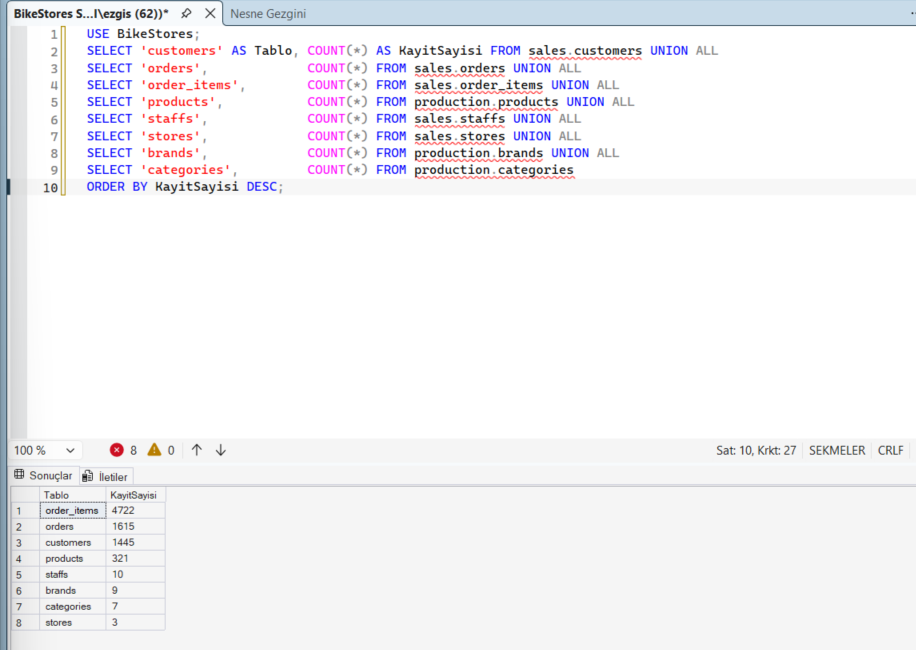 BikeStores S...l\ezgis (62))* Nesne Gezgini
1 USE BikeStores;
2 SELECT 'customers' AS Tablo, COUNT(*) AS KayitSayisi FROM sales.customers UNION ALL
3 SELECT 'orders', COUNT(*) FROM sales.orders UNION ALL
4 SELECT 'order_items', COUNT(*) FROM sales.order_items UNION ALL
5 SELECT 'products', COUNT(*) FROM production.products UNION ALL
6 SELECT 'staffs', COUNT(*) FROM sales.staffs UNION ALL
7 SELECT 'stores', COUNT(*) FROM sales.stores UNION ALL
8 SELECT 'brands', COUNT(*) FROM production.brands UNION ALL
9 SELECT 'categories', COUNT(*) FROM production.categories
10 ORDER BY KayitSayisi DESC;
100 % 8 0 Sat: 10, Krkt: 27 SEKMELER CRLF
Sonuçlar İletiler
Tablo KayitSayisi
1 order_items 4722
2 orders 1615
3 customers 1445
4 products 321
5 staffs 10
6 brands 9
7 categories 7
8 stores 3